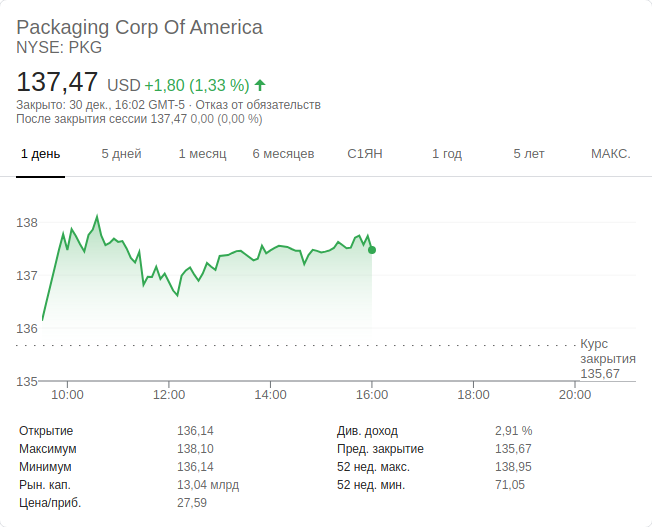 Packaging Corp Of America
NYSE: PKG
137,47 USD +1,80 (1,33 %)
Закрыто: 30 дек., 16:02 GMT-5 · Отказ от обязательств
После закрытия сессии 137,47 0,00 (0,00 %)
1 день 5 дней 1 месяц 6 месяцев С1ЯН 1 год 5 лет МАКС.
138
137
136
Курс
закрытия
135,67
135
10:00 12:00 14:00 16:00 18:00 20:00
Открытие 136,14 Див. доход 2,91 %
Максимум 138,10 Пред. закрытие 135,67
Минимум 136,14 52 нед. макс. 138,95
Рын. кап. 13,04 млрд 52 нед. мин. 71,05
Цена/приб. 27,59